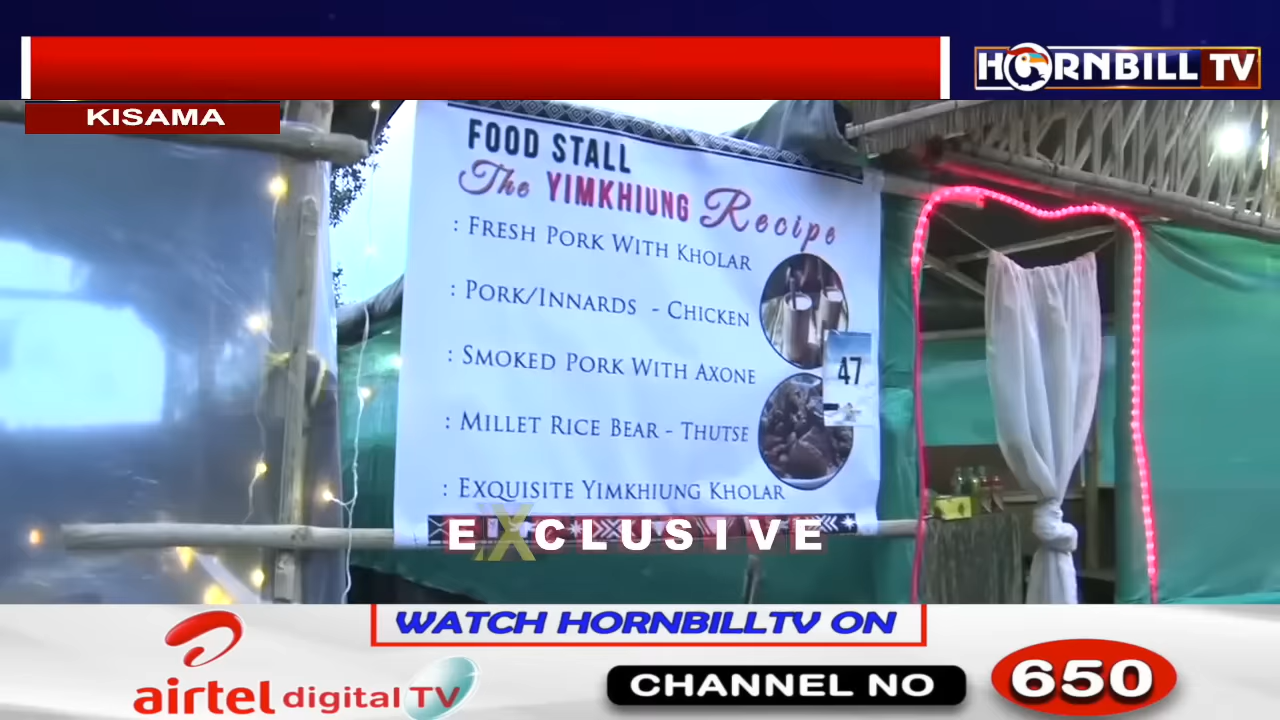 HORNBILL TV
KISAMA
FOOD STALL
The YIMKHIUNG Recipe
: FRESH PORK WITH KHOLAR
: PORK/INNARDS - CHICKEN
: SMOKED PORK WITH AXONE
47
: MILLET RICE BEAR - THUTSE
: EXQUISITE YIMKHIUNG KHOLAR
EXCLUSIVE
WATCH HORNBILLTV ON
airtel digital TV
CHANNEL NO
650